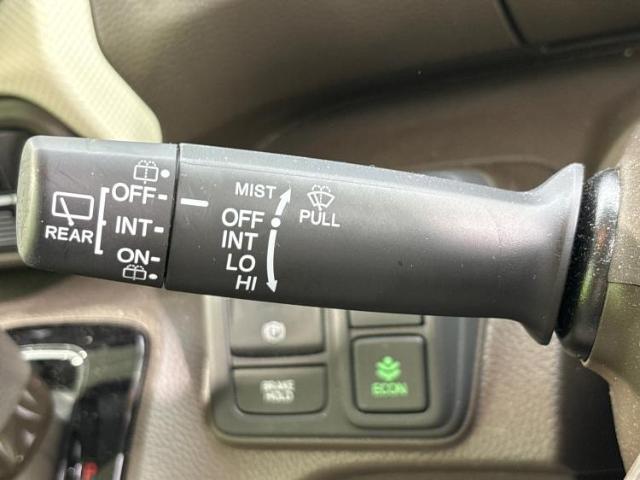 REAR
OFF
INT
ON
MIST
OFF
INT
LO
HI
PULL
BRAKE
HOLD
ECON